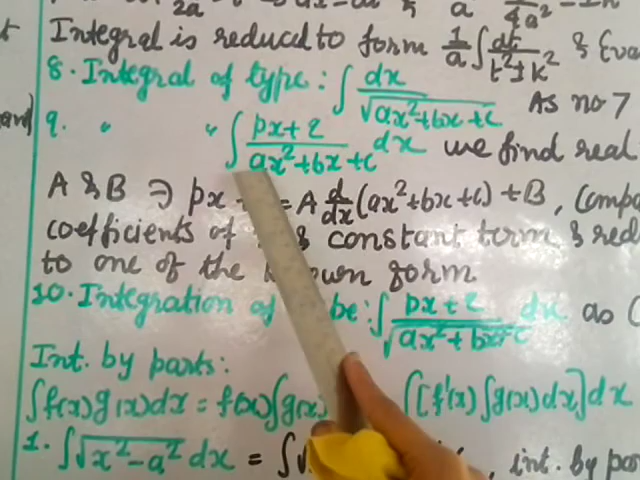 Integral is reduced to form 1/a ∫ dt/t²±k² & Eva
8. Integral of type: ∫ dx/√ax²+bx+c As no 7
9. " " ∫ px+q/ax²+bx+c dx we find real
A & B ∋ px = A d/dx (ax²+bx+c) + B, Compa
coefficients of & constant term & red
to one of the known form
10. Integration of : ∫ px+q/√ax²+bx+c dx as (
Int. by parts:
∫f(x)g(x)dx = f(x)∫g(x) ∫[f'(x)∫g(x)dx]dx
1. ∫√x²-a² dx = ∫√ , int. by par